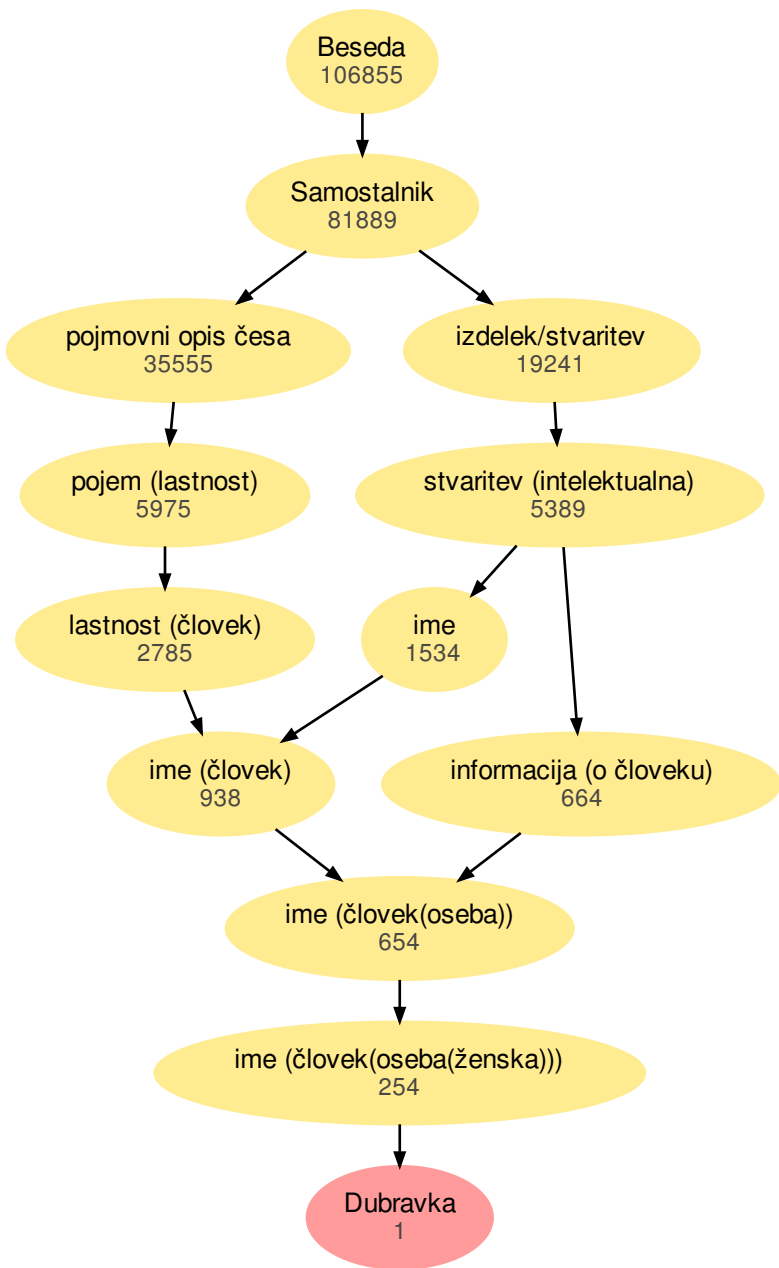 Beseda
106855
Samostalnik
81889
pojmovni opis česa
35555
izdelek/stvaritev
19241
pojem (lastnost)
5975
stvaritev (intelektualna)
5389
lastnost (človek)
2785
ime
1534
ime (človek)
938
informacija (o človeku)
664
ime (človek(oseba))
654
ime (človek(oseba(ženska)))
254
Dubravka
1